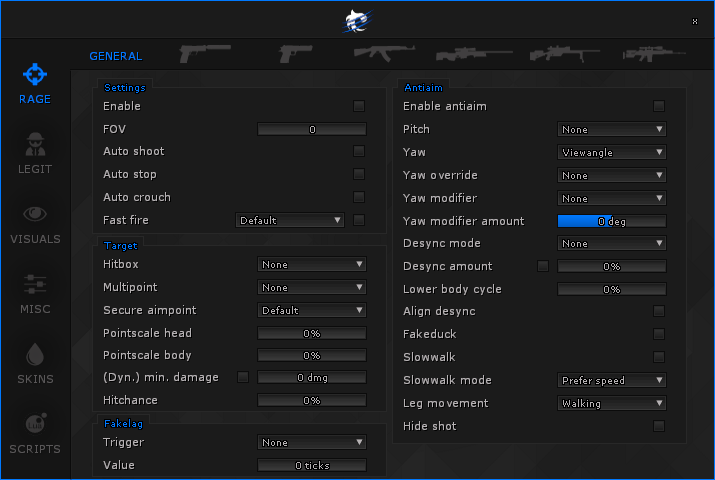 x
GENERAL
RAGE
LEGIT
VISUALS
MISC
SKINS
Lua
SCRIPTS
Settings
Enable
FOV 0
Auto shoot
Auto stop
Auto crouch
Fast fire Default
Target
Hitbox None
Multipoint None
Secure aimpoint Default
Pointscale head 0%
Pointscale body 0%
(Dyn.) min. damage 0 dmg
Hitchance 0%
Fakelag
Trigger None
Value 0 ticks
Antiaim
Enable antiaim
Pitch None
Yaw Viewangle
Yaw override None
Yaw modifier None
Yaw modifier amount 0 deg
Desync mode None
Desync amount 0%
Lower body cycle 0%
Align desync
Fakeduck
Slowwalk
Slowwalk mode Prefer speed
Leg movement Walking
Hide shot